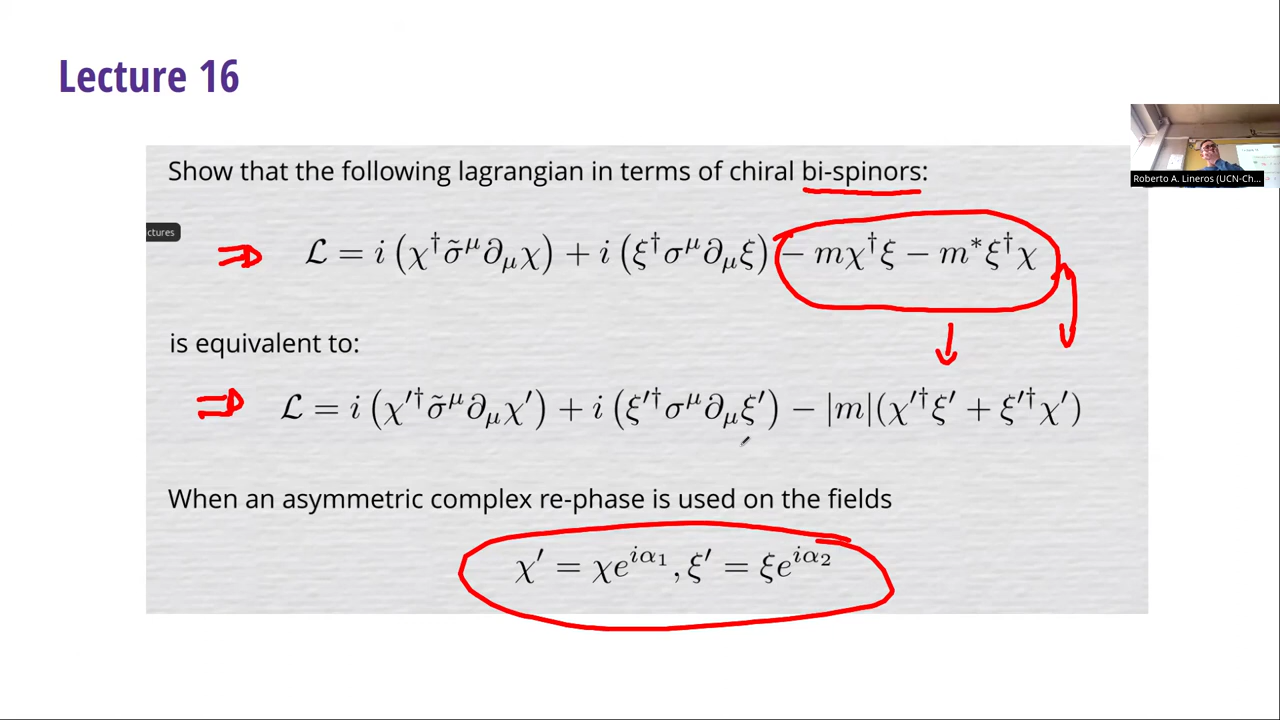 Lecture 16
Roberto A. Lineros (UCN-Ch...
Show that the following lagrangian in terms of chiral bi-spinors:
ctures
ℒ = i (χ†σ̃^μ∂_μχ) + i (ξ†σ^μ∂_μξ) − mχ†ξ − m*ξ†χ
is equivalent to:
ℒ = i (χ′†σ̃^μ∂_μχ′) + i (ξ′†σ^μ∂_μξ′) − |m|(χ′†ξ′ + ξ′†χ′)
When an asymmetric complex re-phase is used on the fields
χ′ = χe^{iα₁}, ξ′ = ξe^{iα₂}